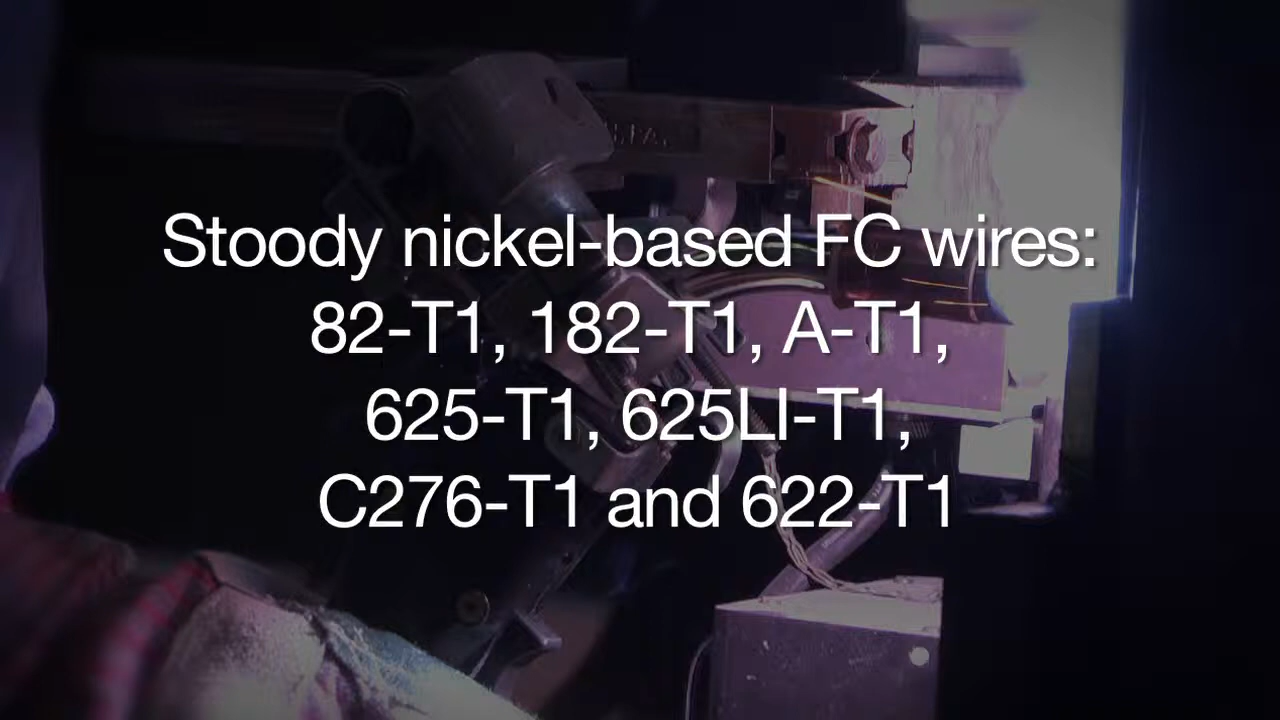 Stoody nickel-based FC wires:
82-T1, 182-T1, A-T1,
625-T1, 625LI-T1,
C276-T1 and 622-T1